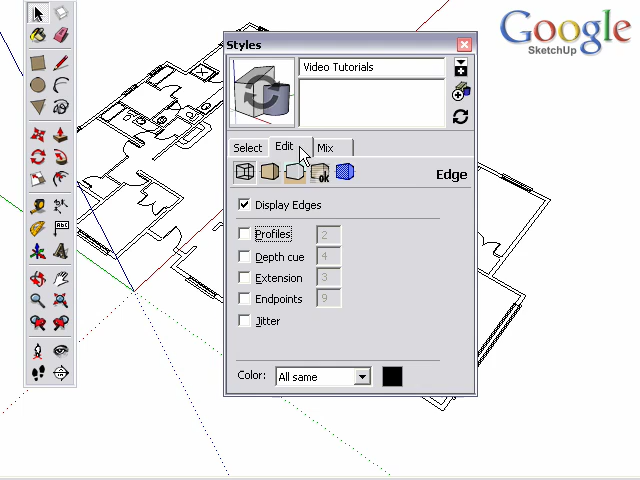 Google
SketchUp
Styles
Video Tutorials
Select Edit Mix
ok
Edge
Display Edges
Profiles 2
Depth cue 4
Extension 3
Endpoints 9
Jitter
Color: All same